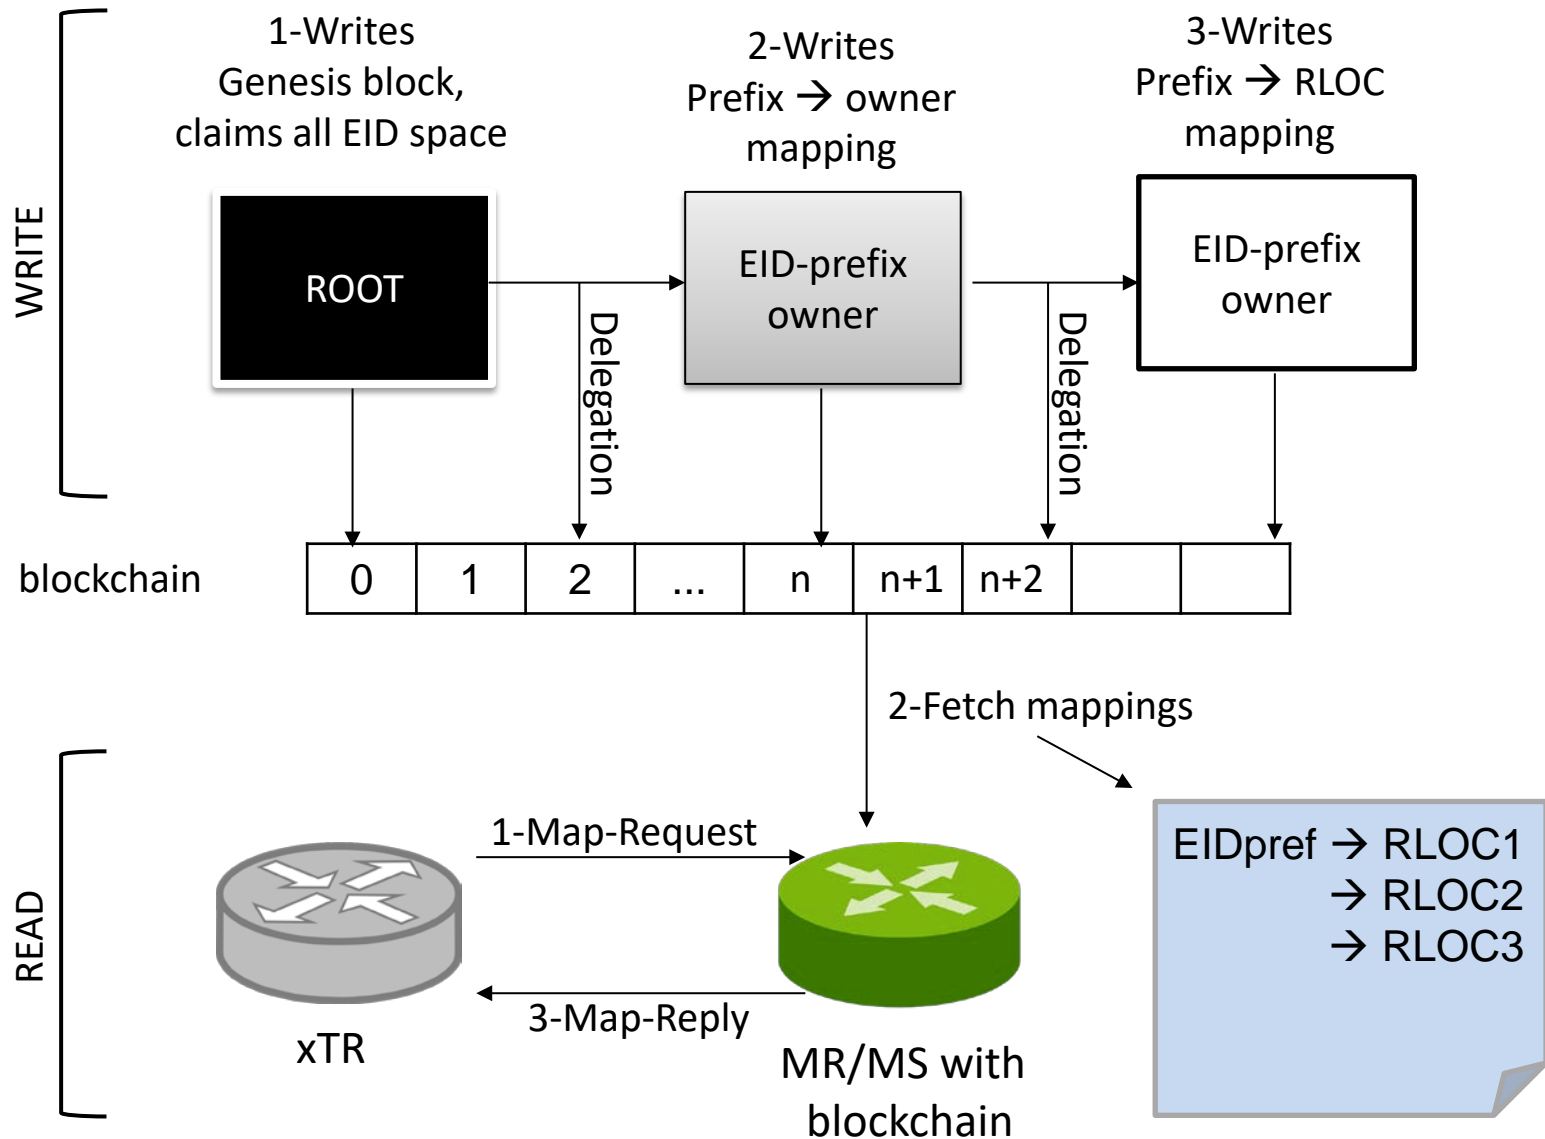 1-Writes
Genesis block,
claims all EID space
2-Writes
Prefix → owner
mapping
3-Writes
Prefix → RLOC
mapping
WRITE
ROOT
EID-prefix
owner
EID-prefix
owner
Delegation
Delegation
blockchain
0 1 2 ... n n+1 n+2
2-Fetch mappings
READ
1-Map-Request
3-Map-Reply
xTR
MR/MS with
blockchain
EIDpref → RLOC1
→ RLOC2
→ RLOC3